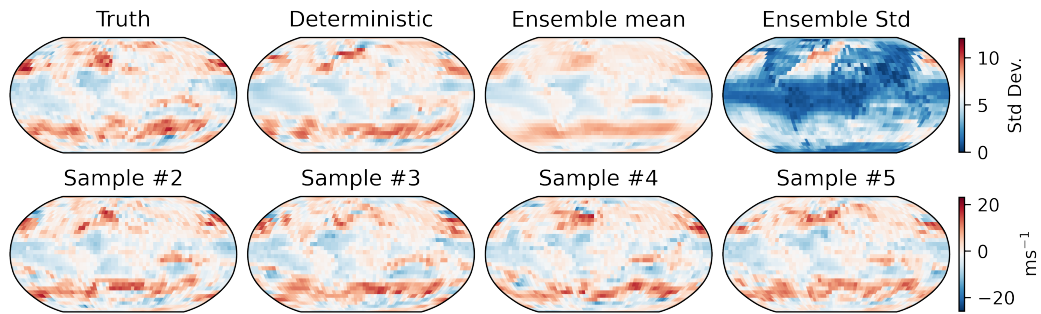 Truth
Deterministic
Ensemble mean
Ensemble Std
10
5
0
Std Dev.
Sample #2
Sample #3
Sample #4
Sample #5
20
0
−20
ms⁻¹